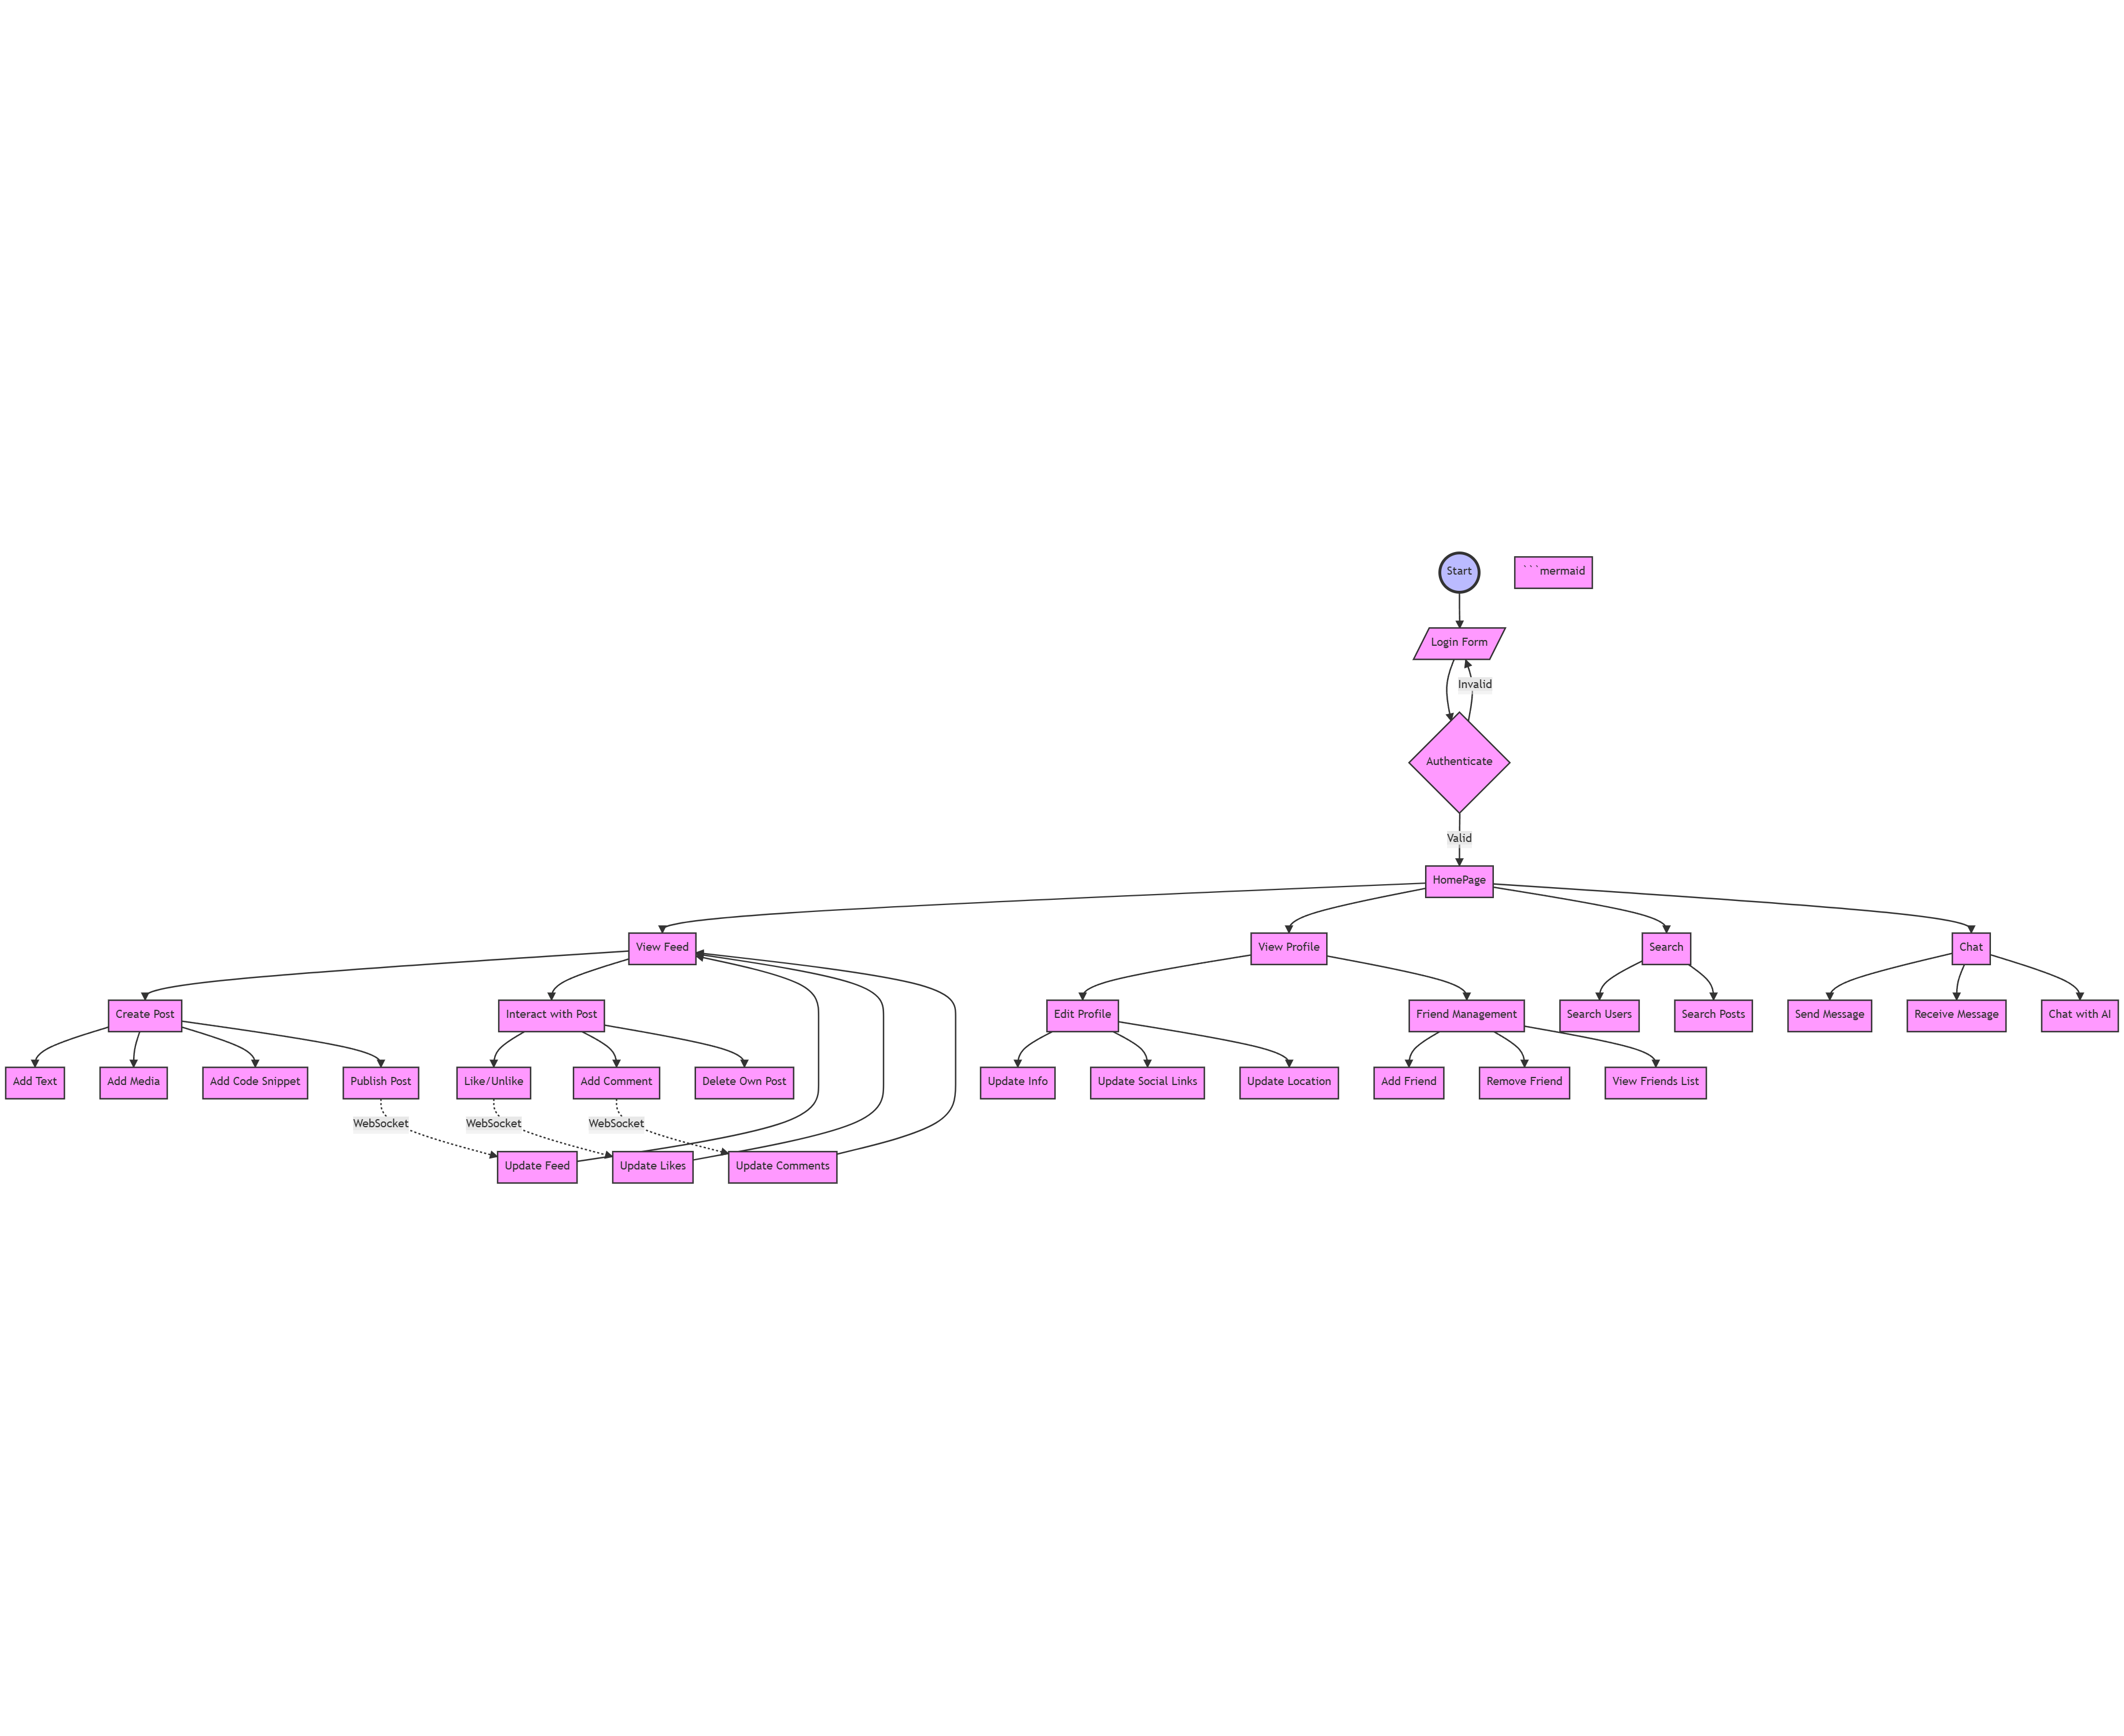 Start
```mermaid
Login Form
Invalid
Authenticate
Valid
HomePage
View Feed
View Profile
Search
Chat
Create Post
Interact with Post
Edit Profile
Friend Management
Search Users
Search Posts
Send Message
Receive Message
Chat with AI
Add Text
Add Media
Add Code Snippet
Publish Post
Like/Unlike
Add Comment
Delete Own Post
Update Info
Update Social Links
Update Location
Add Friend
Remove Friend
View Friends List
WebSocket
WebSocket
WebSocket
Update Feed
Update Likes
Update Comments